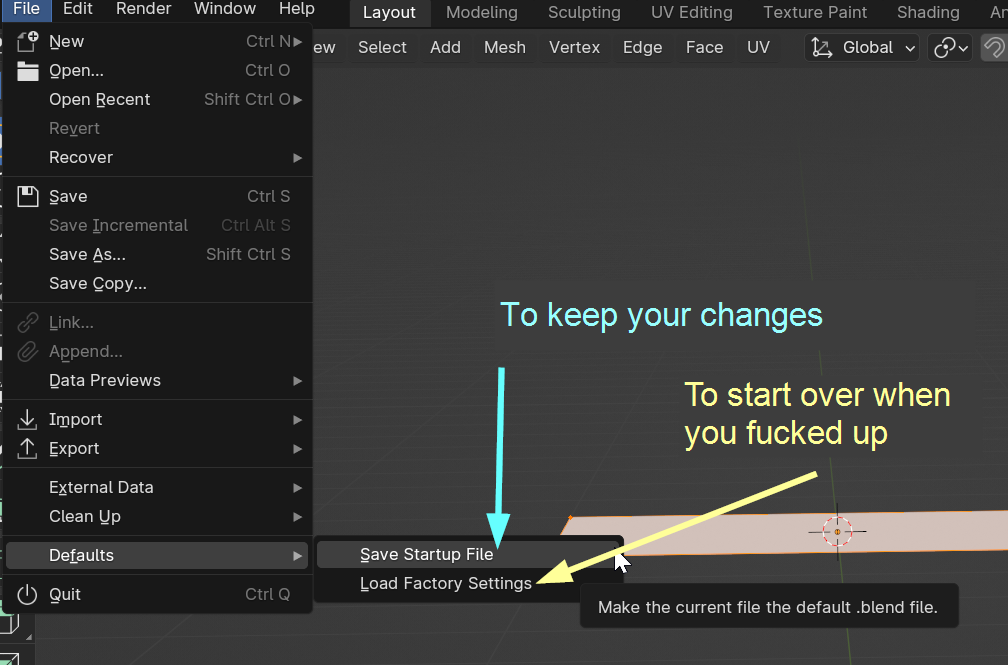 File Edit Render Window Help Layout Modeling Sculpting UV Editing Texture Paint Shading
Select Add Mesh Vertex Edge Face UV Global
New Ctrl N
Open... Ctrl O
Open Recent Shift Ctrl O
Revert
Recover
Save Ctrl S
Save Incremental Ctrl Alt S
Save As... Shift Ctrl S
Save Copy...
Link...
Append...
Data Previews
Import
Export
External Data
Clean Up
Defaults
Quit Ctrl Q
Save Startup File
Load Factory Settings
Make the current file the default .blend file.
To keep your changes
To start over when
you fucked up